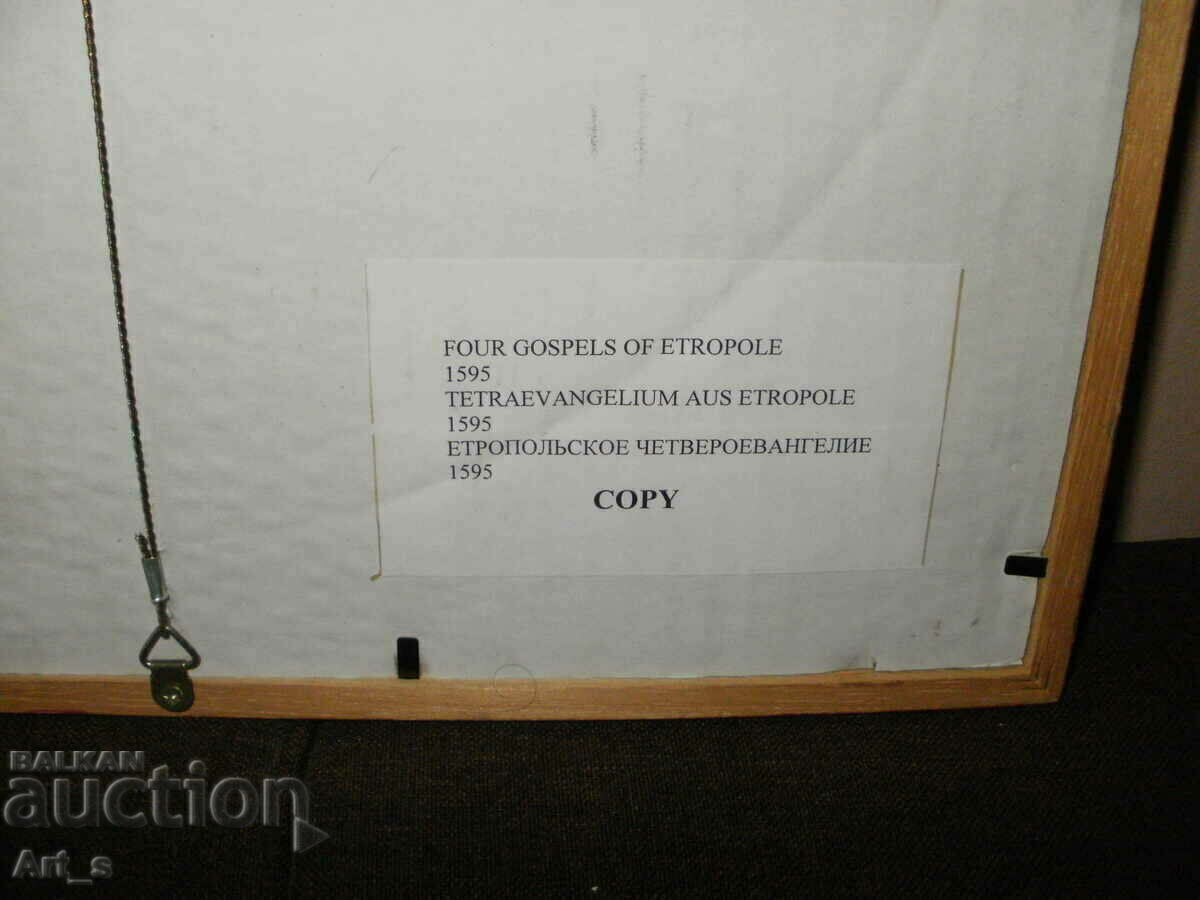 FOUR GOSPELS OF ETROPOLE
1595
TETRAEVANGELIUM AUS ETROPOLE
1595
ЕТРОПОЛЬСКОЕ ЧЕТВЕРОЕВАНГЕЛИЕ
1595
COPY
BALKAN
auction
Art_s